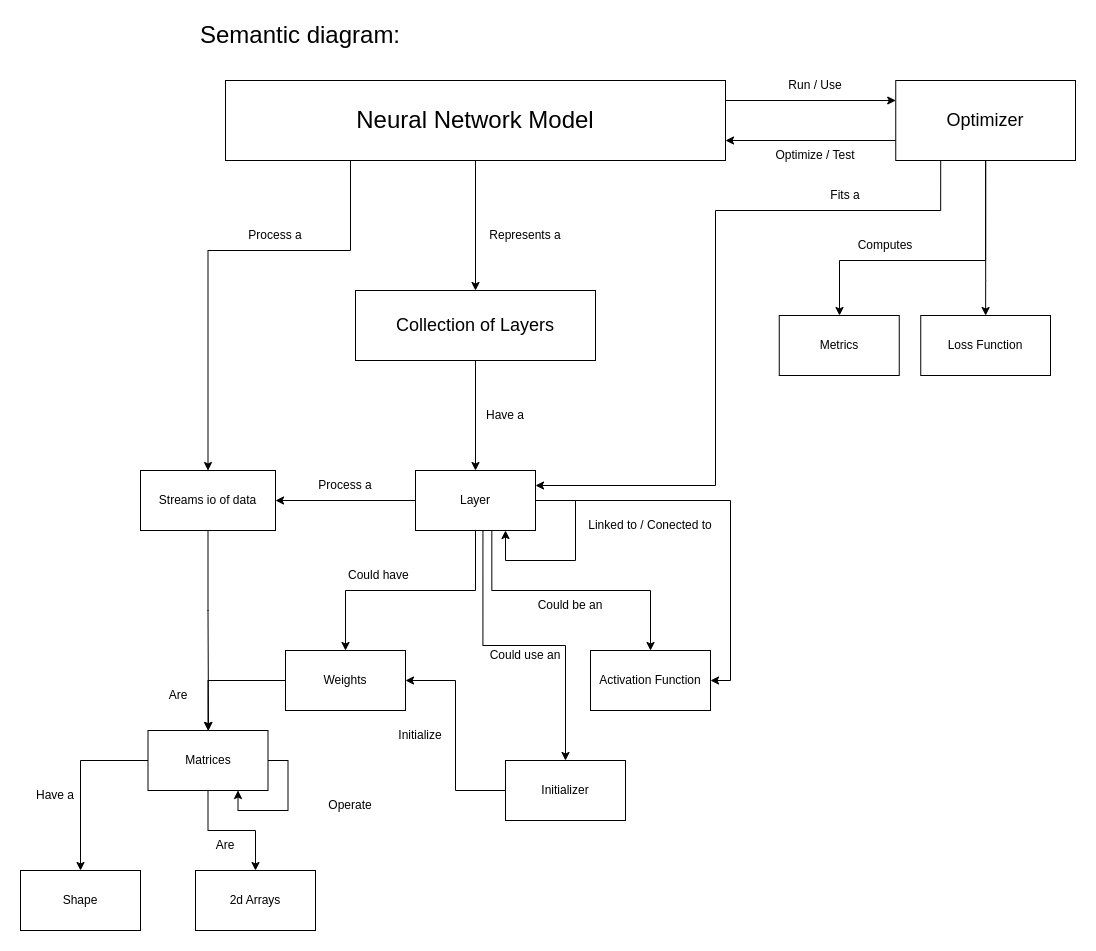 Semantic diagram:
Neural Network Model
Run / Use
Optimizer
Optimize / Test
Fits a
Process a
Represents a
Computes
Collection of Layers
Metrics
Loss Function
Have a
Streams io of data
Process a
Layer
Linked to / Conected to
Could have
Could be an
Could use an
Weights
Activation Function
Are
Initialize
Matrices
Initializer
Have a
Operate
Are
Shape
2d Arrays